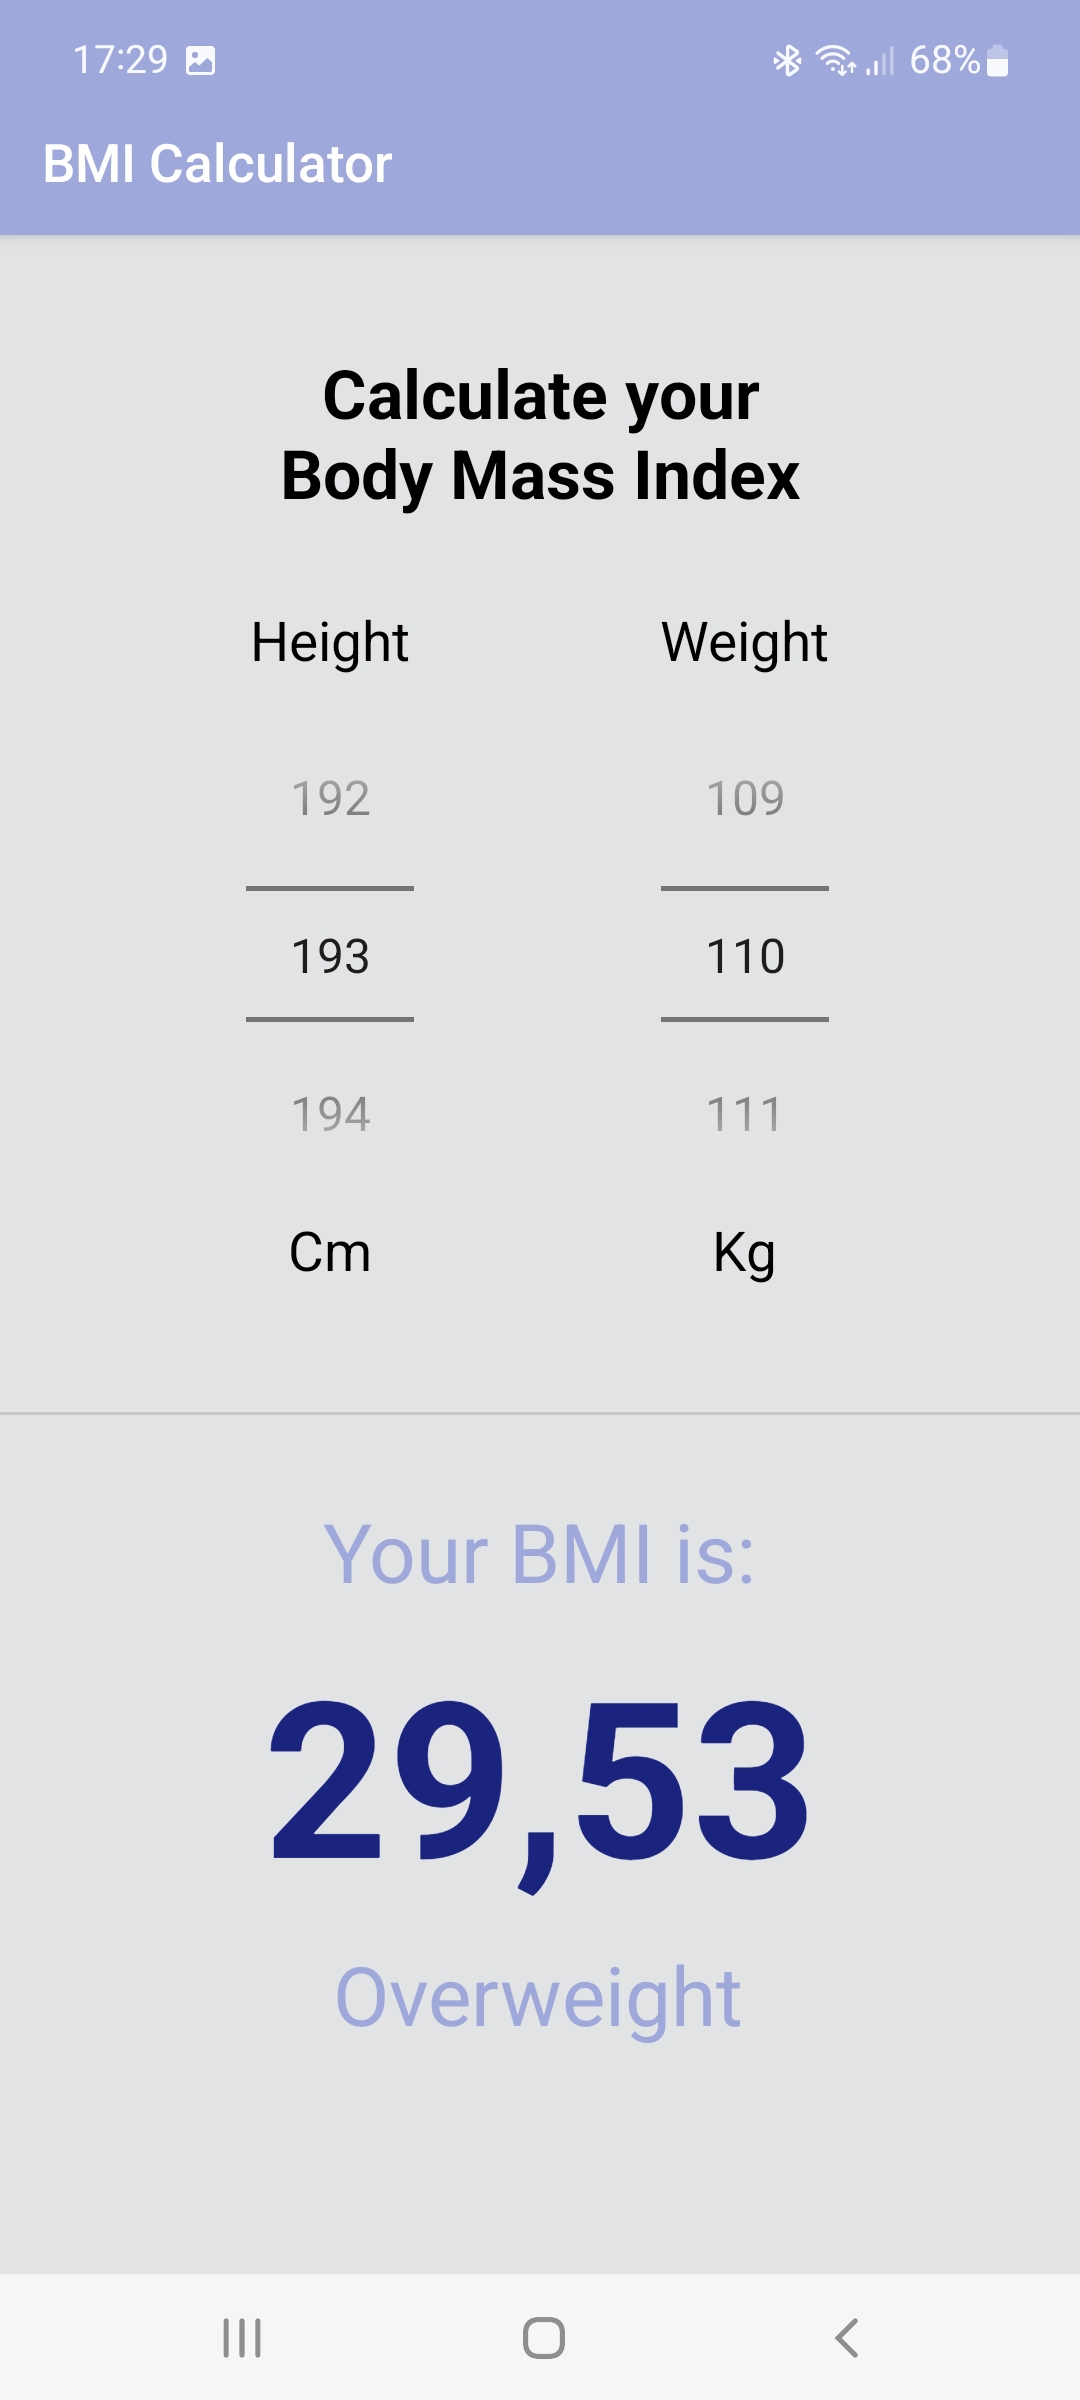 17:29 68%
BMI Calculator
Calculate your
Body Mass Index
Height Weight
192 109
193 110
194 111
Cm Kg
Your BMI is:
29,53
Overweight